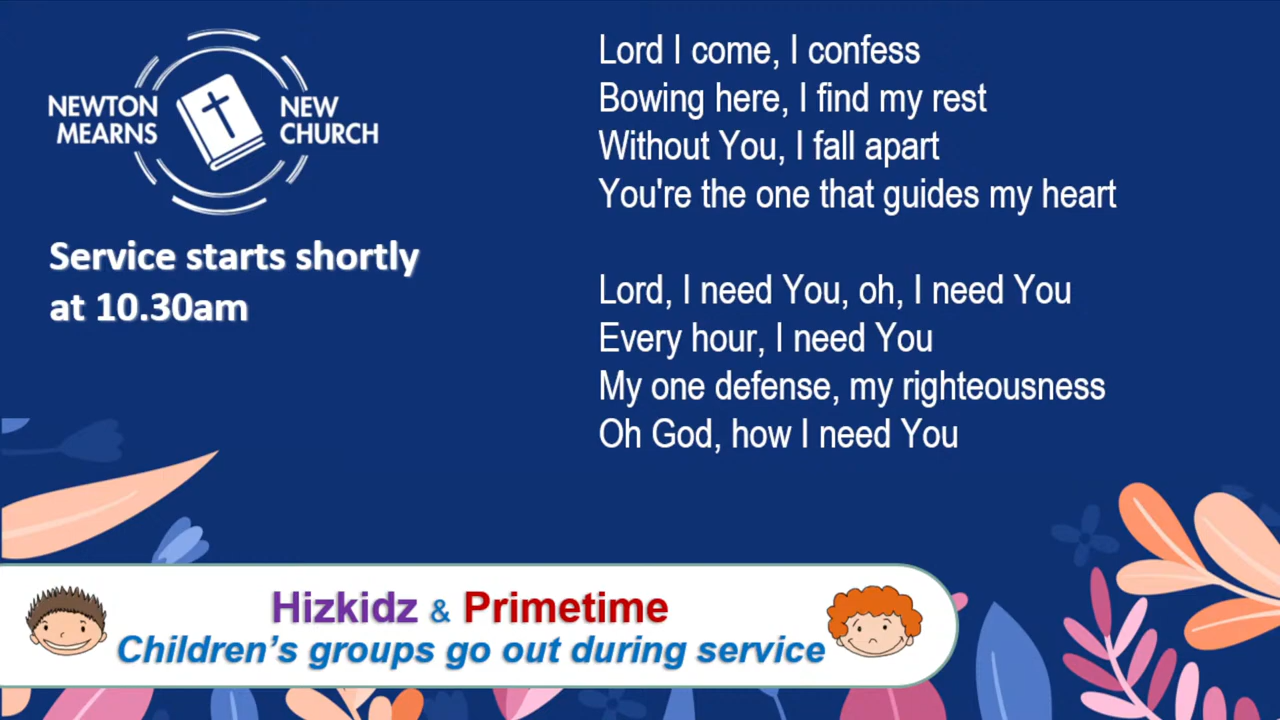 NEWTON MEARNS
NEW CHURCH
Service starts shortly
at 10.30am
Lord I come, I confess
Bowing here, I find my rest
Without You, I fall apart
You're the one that guides my heart
Lord, I need You, oh, I need You
Every hour, I need You
My one defense, my righteousness
Oh God, how I need You
Hizkidz & Primetime
Children’s groups go out during service